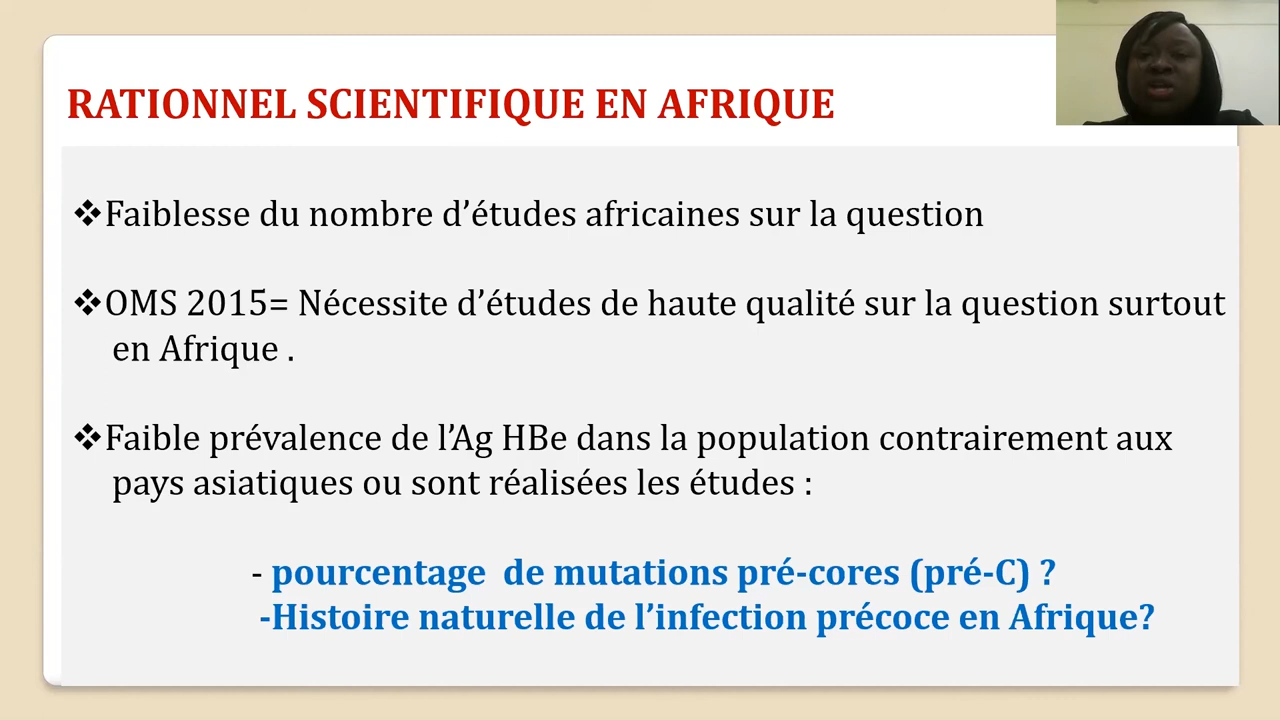 RATIONNEL SCIENTIFIQUE EN AFRIQUE
❖Faiblesse du nombre d’études africaines sur la question
❖OMS 2015= Nécessite d’études de haute qualité sur la question surtout
en Afrique .
❖Faible prévalence de l’Ag HBe dans la population contrairement aux
pays asiatiques ou sont réalisées les études :
- pourcentage de mutations pré-cores (pré-C) ?
-Histoire naturelle de l’infection précoce en Afrique?